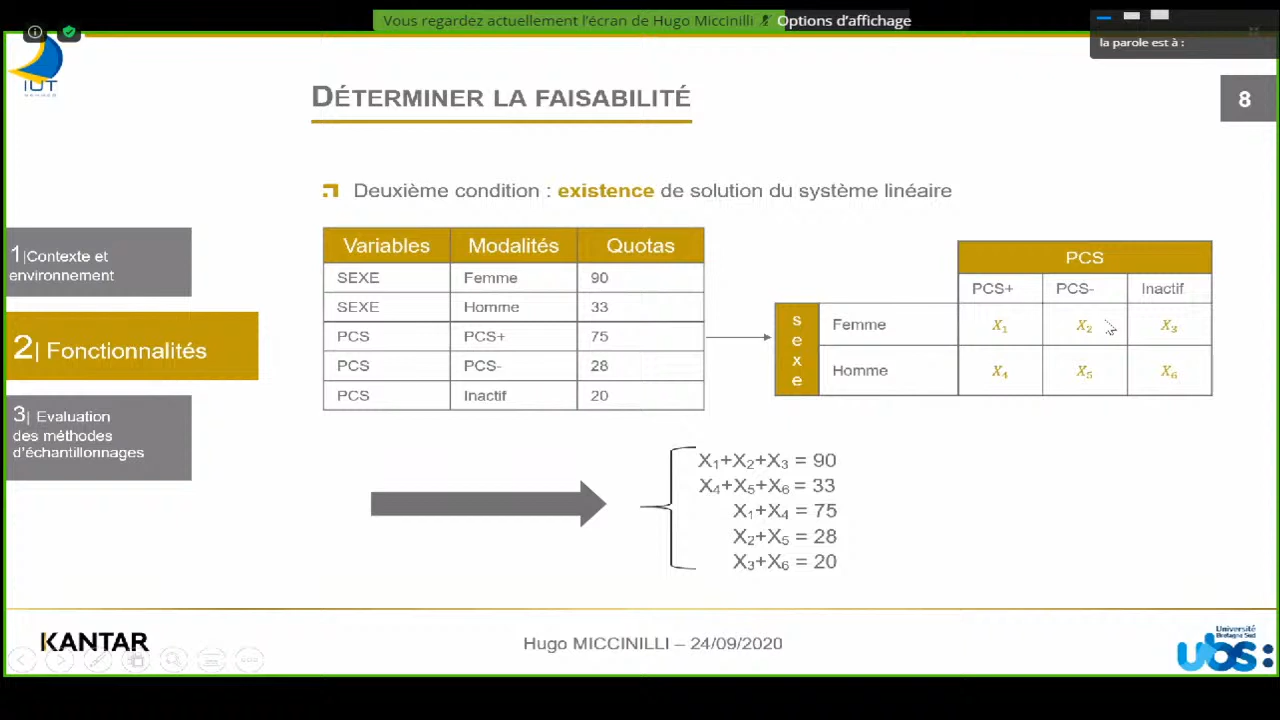 Vous regardez actuellement l'écran de Hugo Miccinilli
Options d'affichage
la parole est à :
IUT
DÉTERMINER LA FAISABILITÉ
8
Deuxième condition : existence de solution du système linéaire
1|Contexte et
environnement
2| Fonctionnalités
3| Evaluation
des méthodes
d'échantillonnages
Variables Modalités Quotas
SEXE Femme 90
SEXE Homme 33
PCS PCS+ 75
PCS PCS- 28
PCS Inactif 20
PCS
PCS+ PCS- Inactif
sexe
Femme X₁ X₂ X₃
Homme X₄ X₅ X₆
X₁+X₂+X₃ = 90
X₄+X₅+X₆ = 33
X₁+X₄ = 75
X₂+X₅ = 28
X₃+X₆ = 20
KANTAR
Hugo MICCINILLI – 24/09/2020
Université
Bretagne Sud
ubs: